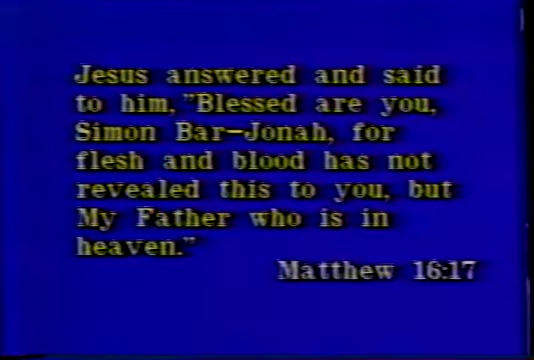 Jesus answered and said
to him, "Blessed are you,
Simon Bar-Jonah, for
flesh and blood has not
revealed this to you, but
My Father who is in
heaven."
Matthew 16:17